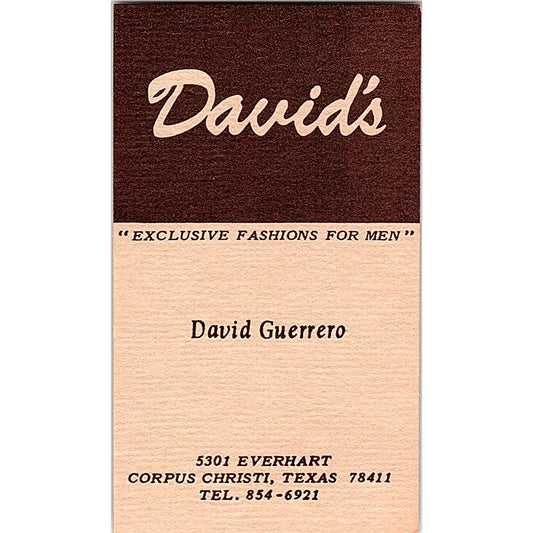 David's
"EXCLUSIVE FASHIONS FOR MEN"
David Guerrero
5301 EVERHART
CORPUS CHRISTI, TEXAS 78411
TEL. 854-6921